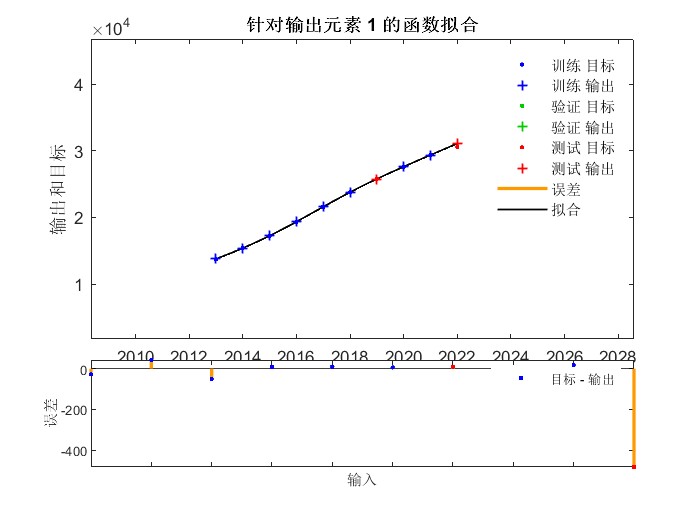 针对输出元素 1 的函数拟合
×10⁴
4
3
2
1
输出和目标
训练 目标
训练 输出
验证 目标
验证 输出
测试 目标
测试 输出
误差
拟合
2010 2012 2014 2016 2018 2020 2022 2024 2026 2028
0
-200
-400
误差
目标 - 输出
输入